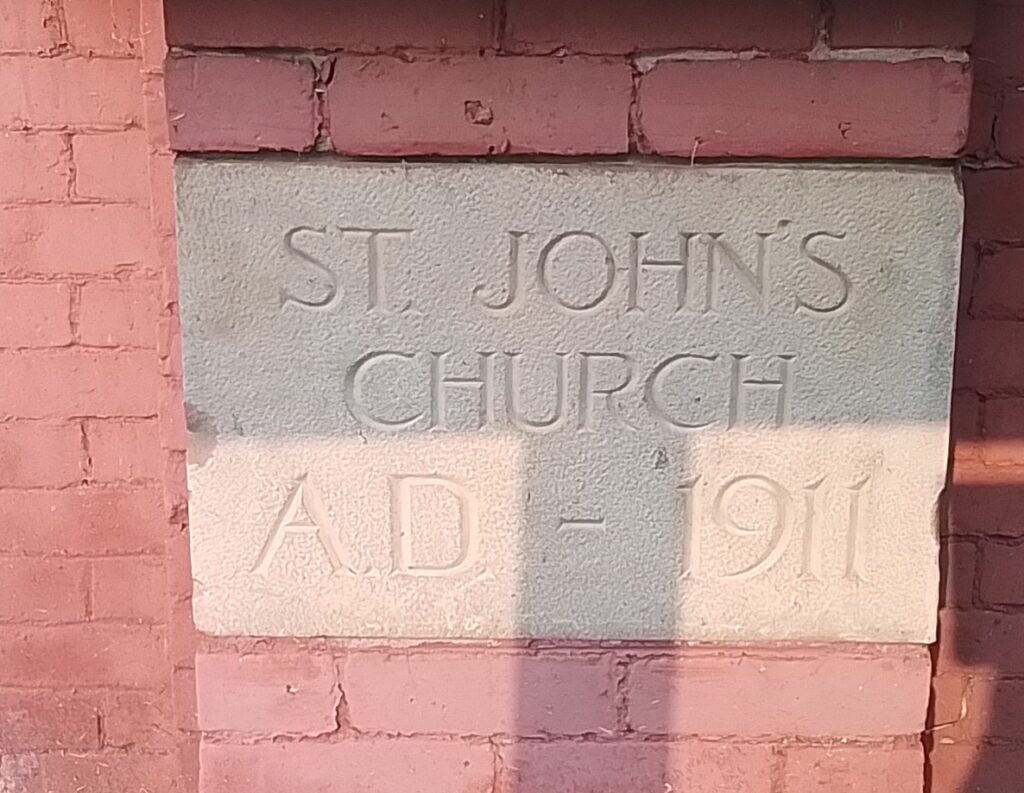 ST. JOHN'S
CHURCH
A.D. - 1911